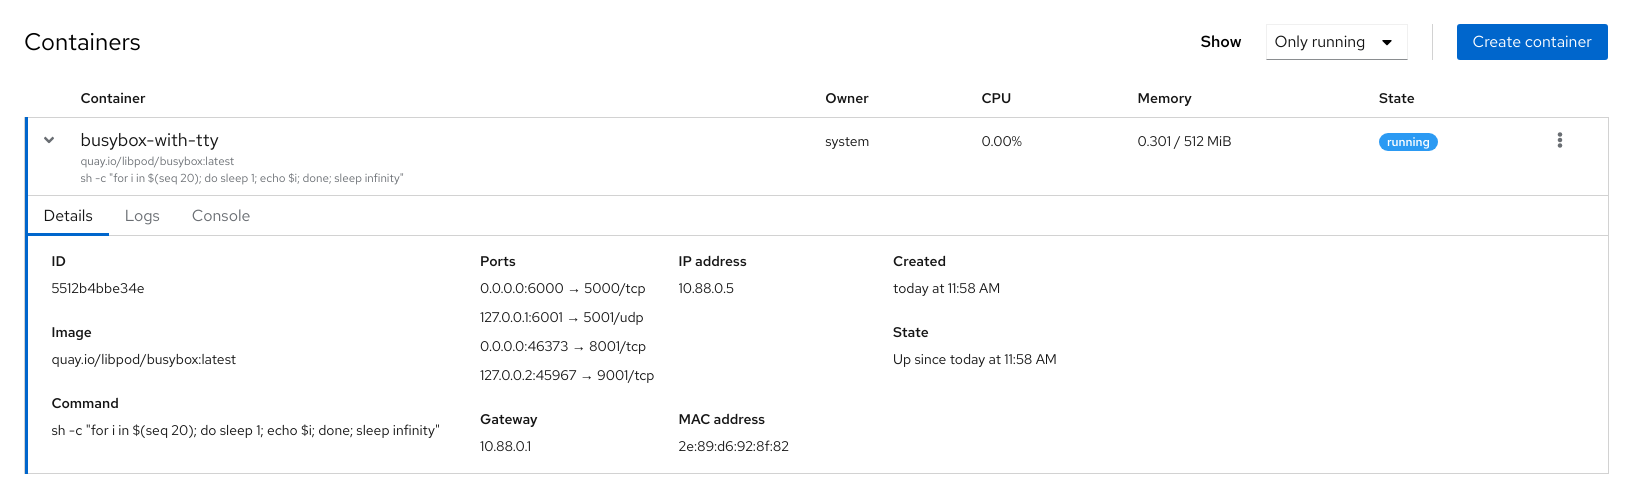 Containers
Show
Only running
Create container
Container
Owner
CPU
Memory
State
busybox-with-tty
system
0.00%
0.301 / 512 MiB
running
quay.io/libpod/busybox:latest
sh -c "for i in $(seq 20); do sleep 1; echo $i; done; sleep infinity"
Details
Logs
Console
ID
5512b4bbe34e
Image
quay.io/libpod/busybox:latest
Command
sh -c "for i in $(seq 20); do sleep 1; echo $i; done; sleep infinity"
Ports
0.0.0.0:6000 → 5000/tcp
127.0.0.1:6001 → 5001/udp
0.0.0.0:46373 → 8001/tcp
127.0.0.2:45967 → 9001/tcp
Gateway
10.88.0.1
IP address
10.88.0.5
MAC address
2e:89:d6:92:8f:82
Created
today at 11:58 AM
State
Up since today at 11:58 AM